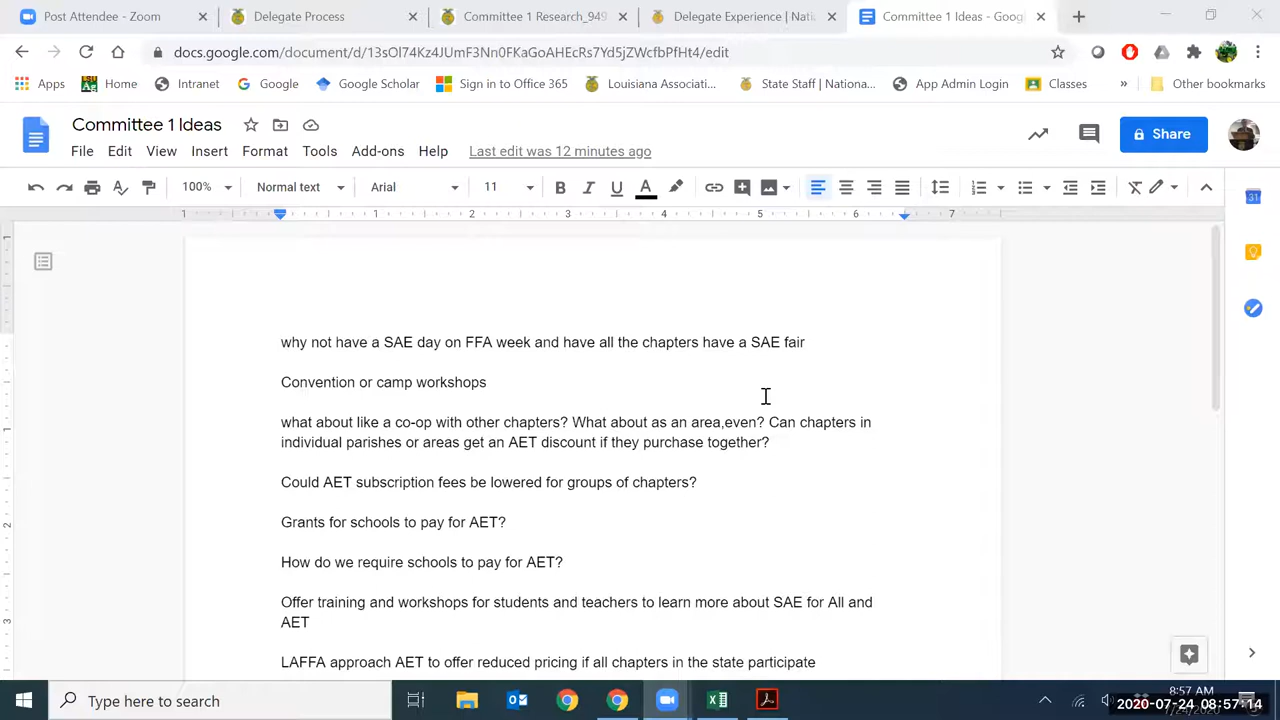 Post Attendee - Zoom
Delegate Process
Committee 1 Research_945
Delegate Experience | Nati
Committee 1 Ideas - Goog
docs.google.com/document/d/13sOl74Kz4JUmF3Nn0FKaGoAHEcRs7Yd5jZWcfbPfHt4/edit
Apps Home Intranet Google Google Scholar Sign in to Office 365 Louisiana Associati... State Staff | Nationa... App Admin Login Classes » Other bookmarks
Committee 1 Ideas
Share
File Edit View Insert Format Tools Add-ons Help Last edit was 12 minutes ago
100% Normal text Arial 11 B I U A
1 1 2 3 4 5 6 7
why not have a SAE day on FFA week and have all the chapters have a SAE fair
Convention or camp workshops
what about like a co-op with other chapters? What about as an area,even? Can chapters in
individual parishes or areas get an AET discount if they purchase together?
Could AET subscription fees be lowered for groups of chapters?
Grants for schools to pay for AET?
How do we require schools to pay for AET?
Offer training and workshops for students and teachers to learn more about SAE for All and
AET
LAFFA approach AET to offer reduced pricing if all chapters in the state participate
Type here to search
8:57 AM
2020-07-24 08:57:14